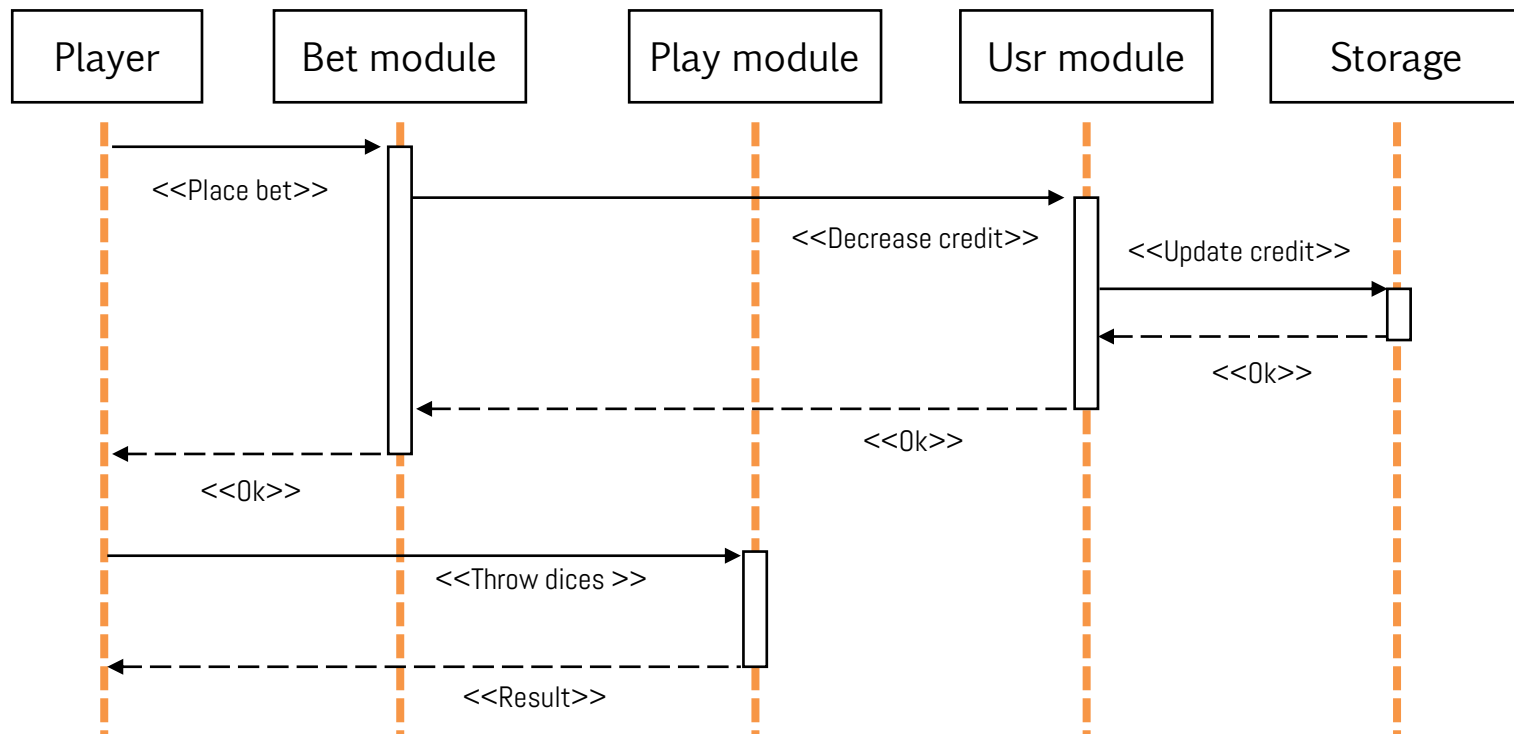 Player
Bet module
Play module
Usr module
Storage
<<Place bet>>
<<Decrease credit>>
<<Update credit>>
<<Ok>>
<<Ok>>
<<Ok>>
<<Throw dices >>
<<Result>>